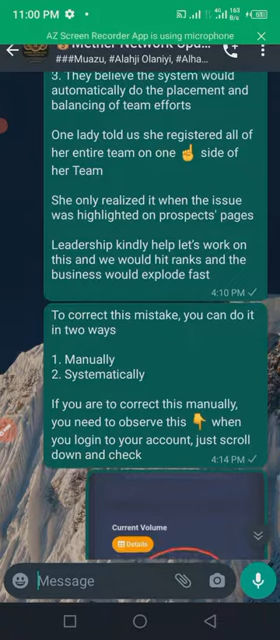 11:00 PM
4G
163
B/s
89
AZ Screen Recorder App is using microphone
Mether Network Upd...
###Muazu, #Alahji Olaniyi, #Alha...
3. They believe the system would
automatically do the placement and
balancing of team efforts
One lady told us she registered all of
her entire team on one ☝️ side of
her Team
She only realized it when the issue
was highlighted on prospects' pages
Leadership kindly help let's work on
this and we would hit ranks and the
business would explode fast
4:10 PM
To correct this mistake, you can do it
in two ways
1. Manually
2. Systematically
If you are to correct this manually,
you need to observe this 👇 when
you login to your account, just scroll
down and check
4:14 PM
Current Volume
Details
Message